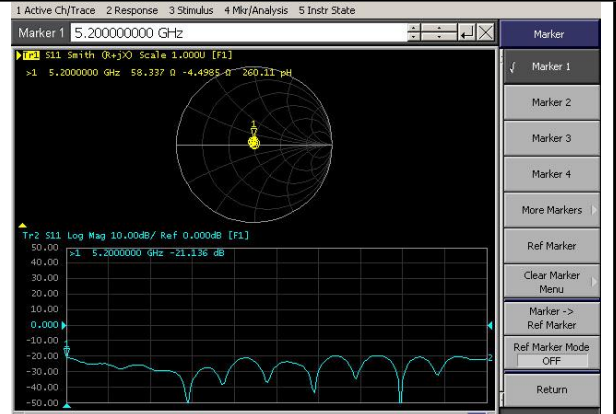 1 Active Ch/Trace 2 Response 3 Stimulus 4 Mkr/Analysis 5 Instr State
Marker 1 5.200000000 GHz
Marker
Tr1 S11 Smith (R+jX) Scale 1.000U [F1]
>1 5.2000000 GHz 58.337 Ω -4.4985 Ω 260.11 pH
1
√ Marker 1
Marker 2
Marker 3
Marker 4
More Markers
Ref Marker
Clear Marker
Menu
Marker ->
Ref Marker
Ref Marker Mode
OFF
Return
Tr2 S11 Log Mag 10.00dB/ Ref 0.000dB [F1]
>1 5.2000000 GHz -21.136 dB
50.00
40.00
30.00
20.00
10.00
0.000
-10.00
-20.00
-30.00
-40.00
-50.00
1
2